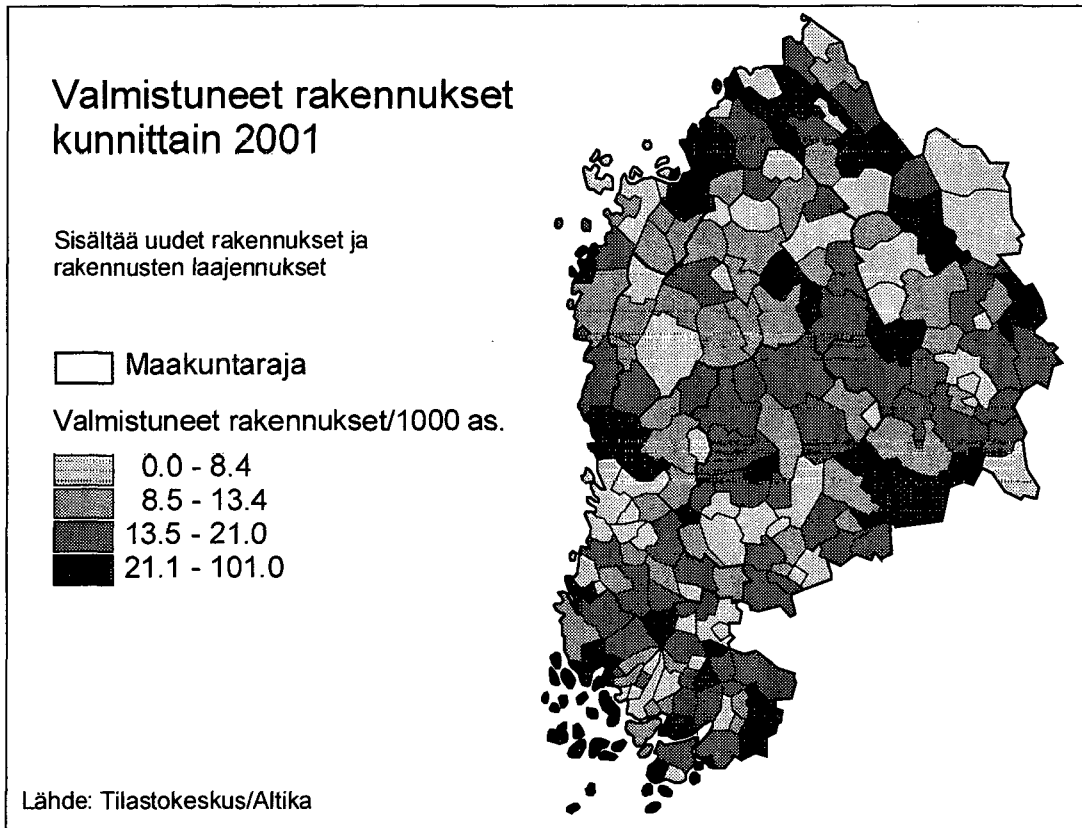 Valmistuneet rakennukset
kunnittain 2001
Sisältää uudet rakennukset ja
rakennusten laajennukset
Maakuntaraja
Valmistuneet rakennukset/1000 as.
0.0 - 8.4
8.5 - 13.4
13.5 - 21.0
21.1 - 101.0
Lähde: Tilastokeskus/Altika